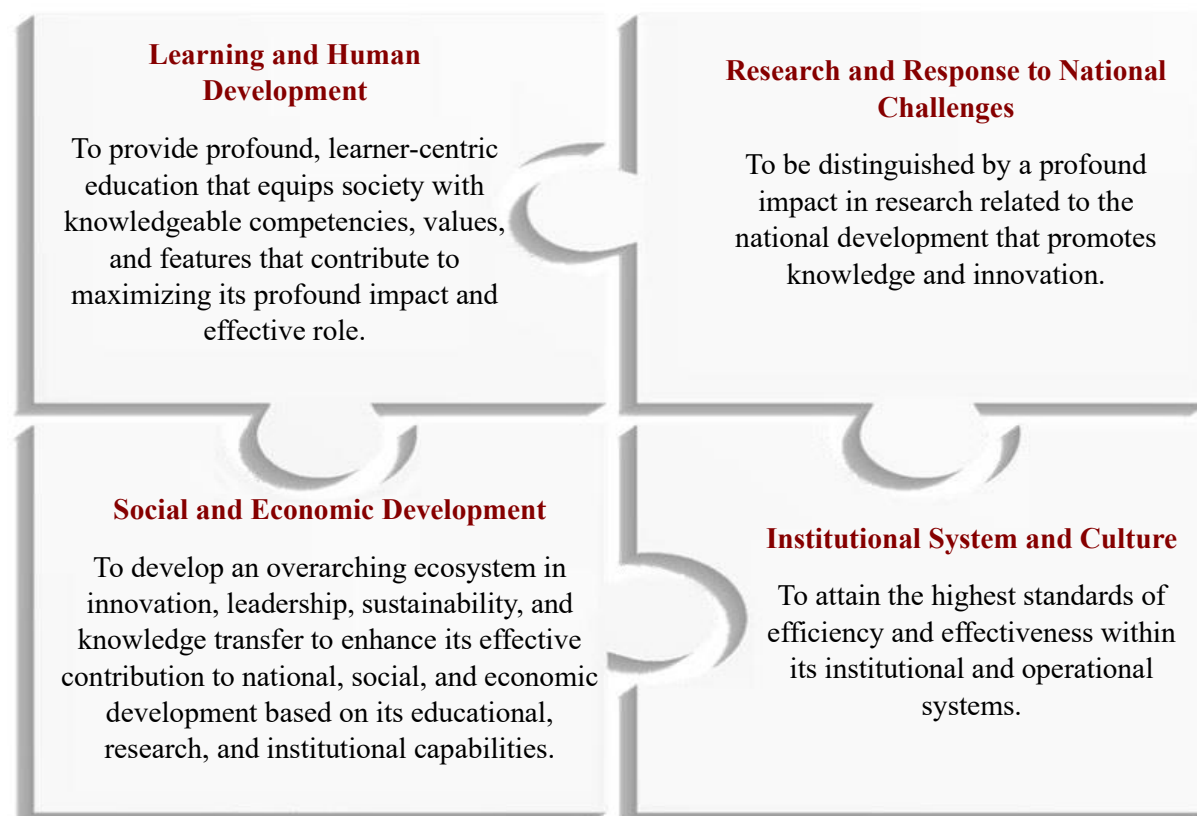 Learning and Human
Development
To provide profound, learner-centric
education that equips society with
knowledgeable competencies, values,
and features that contribute to
maximizing its profound impact and
effective role.
Research and Response to National
Challenges
To be distinguished by a profound
impact in research related to the
national development that promotes
knowledge and innovation.
Social and Economic Development
To develop an overarching ecosystem in
innovation, leadership, sustainability, and
knowledge transfer to enhance its effective
contribution to national, social, and economic
development based on its educational,
research, and institutional capabilities.
Institutional System and Culture
To attain the highest standards of
efficiency and effectiveness within
its institutional and operational
systems.